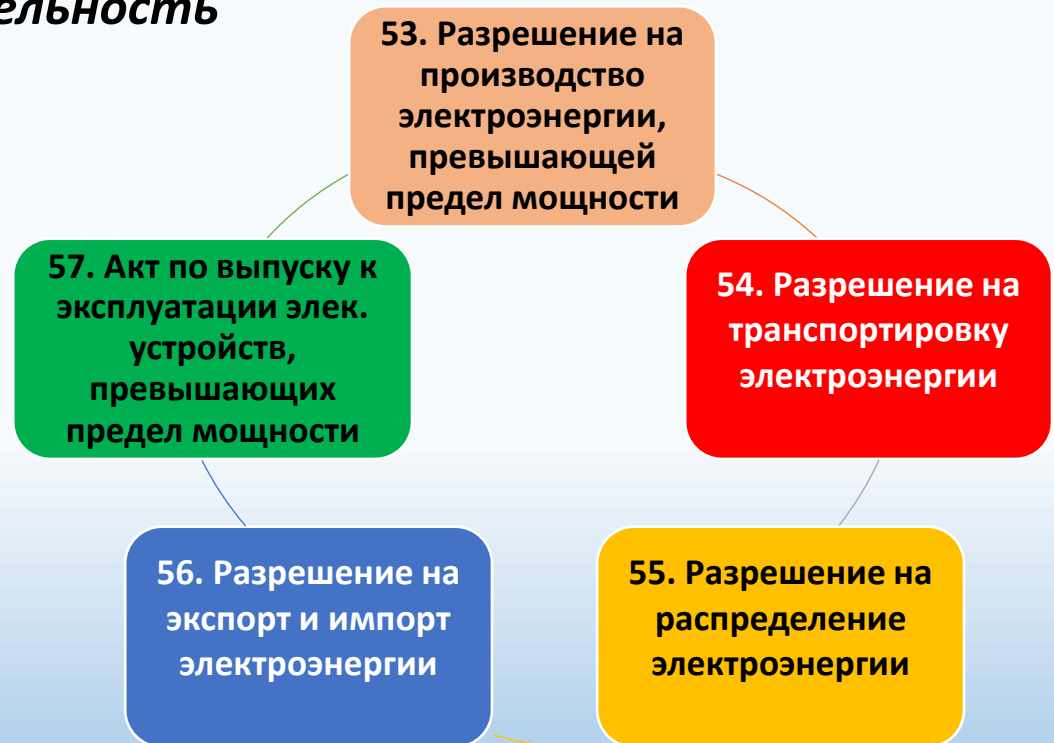 ельность
53. Разрешение на
производство
электроэнергии,
превышающей
предел мощности
54. Разрешение на
транспортировку
электроэнергии
55. Разрешение на
распределение
электроэнергии
56. Разрешение на
экспорт и импорт
электроэнергии
57. Акт по выпуску к
эксплуатации элек.
устройств,
превышающих
предел мощности